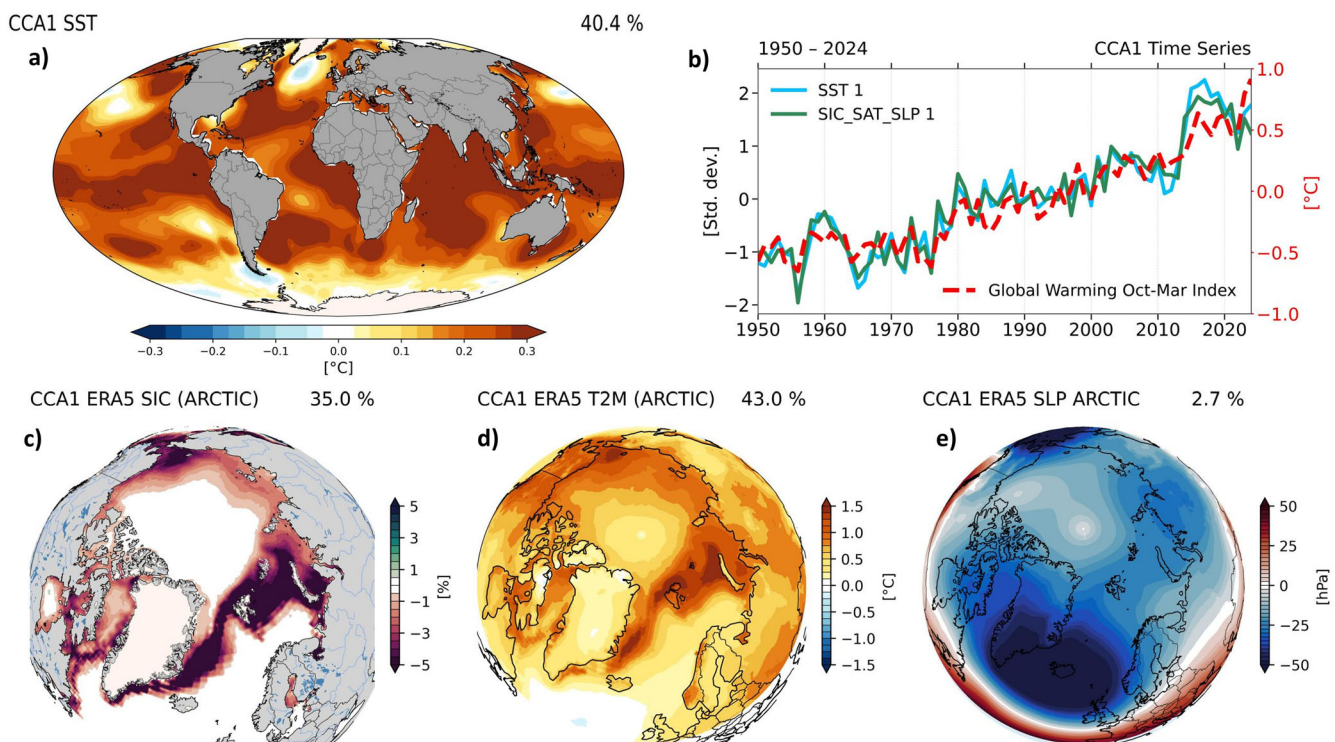 CCA1 SST 40.4 %
a)
−0.3 −0.2 −0.1 0.0 0.1 0.2 0.3
[°C]
b)
1950 – 2024 CCA1 Time Series
SST 1
SIC_SAT_SLP 1
Global Warming Oct-Mar Index
[Std. dev.]
2
1
0
−1
−2
1950 1960 1970 1980 1990 2000 2010 2020
1.0
0.5
0.0
−0.5
−1.0
[°C]
CCA1 ERA5 SIC (ARCTIC) 35.0 %
c)
5
3
1
−1
−3
−5
[%]
CCA1 ERA5 T2M (ARCTIC) 43.0 %
d)
1.5
1.0
0.5
0.0
−0.5
−1.0
−1.5
[°C]
CCA1 ERA5 SLP ARCTIC 2.7 %
e)
50
25
0
−25
−50
[hPa]